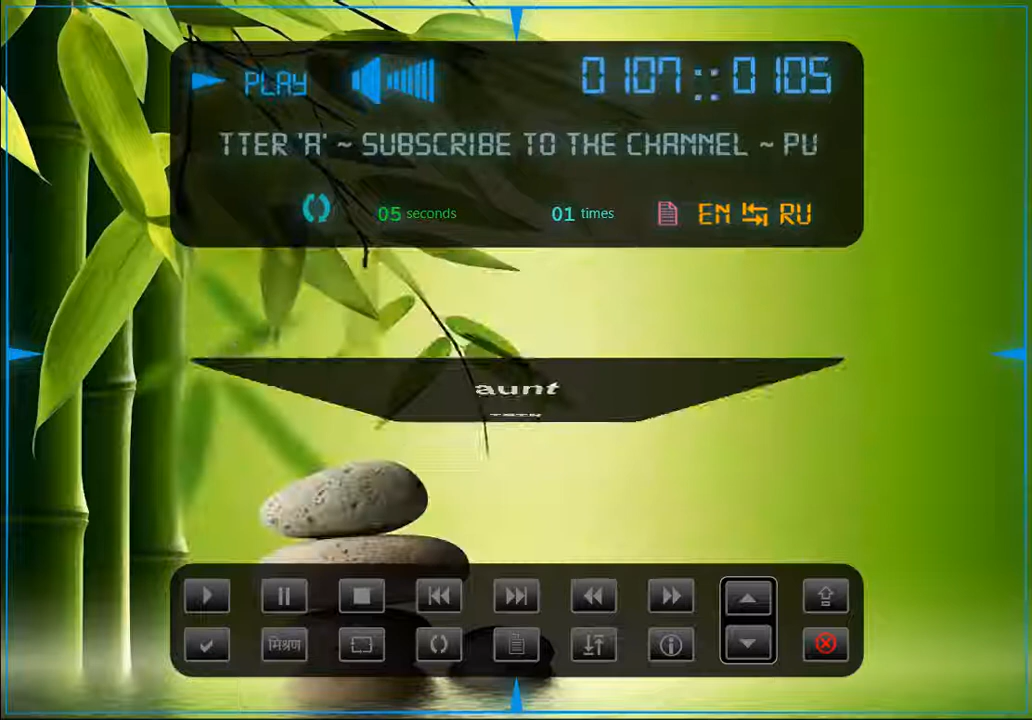 PLAY 0107 :: 0105
TTER 'A' ~ SUBSCRIBE TO THE CHANNEL ~ PU
05 seconds 01 times EN RU
aunt
मिश्रण